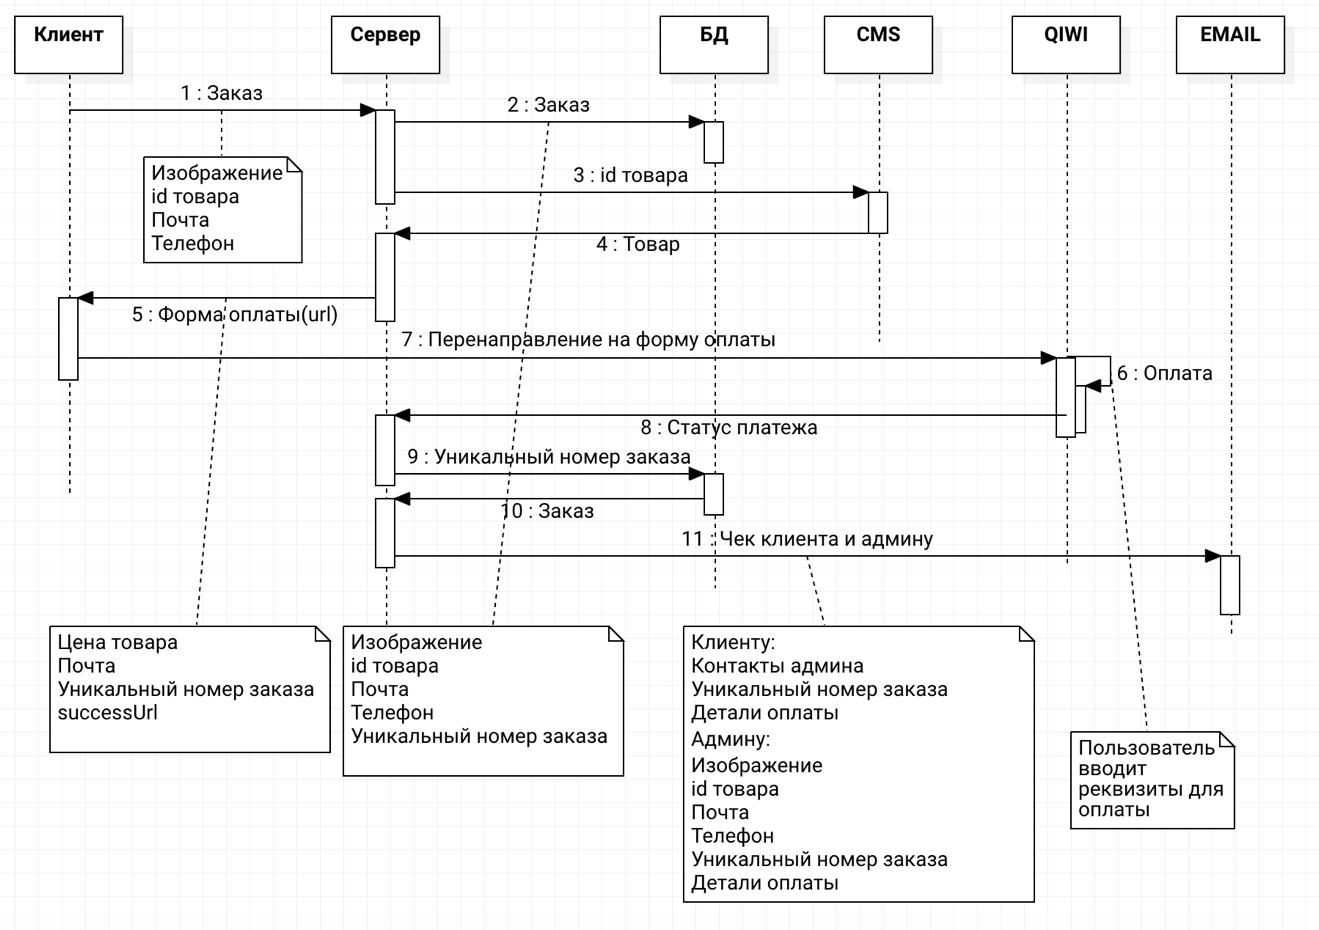 Клиент
Сервер
БД
CMS
QIWI
EMAIL
1 : Заказ
2 : Заказ
Изображение
id товара
Почта
Телефон
3 : id товара
4 : Товар
5 : Форма оплаты(url)
7 : Перенаправление на форму оплаты
6 : Оплата
8 : Статус платежа
9 : Уникальный номер заказа
10 : Заказ
11 : Чек клиента и админу
Цена товара
Почта
Уникальный номер заказа
successUrl
Изображение
id товара
Почта
Телефон
Уникальный номер заказа
Клиенту:
Контакты админа
Уникальный номер заказа
Детали оплаты
Админу:
Изображение
id товара
Почта
Телефон
Уникальный номер заказа
Детали оплаты
Пользователь
вводит
реквизиты для
оплаты